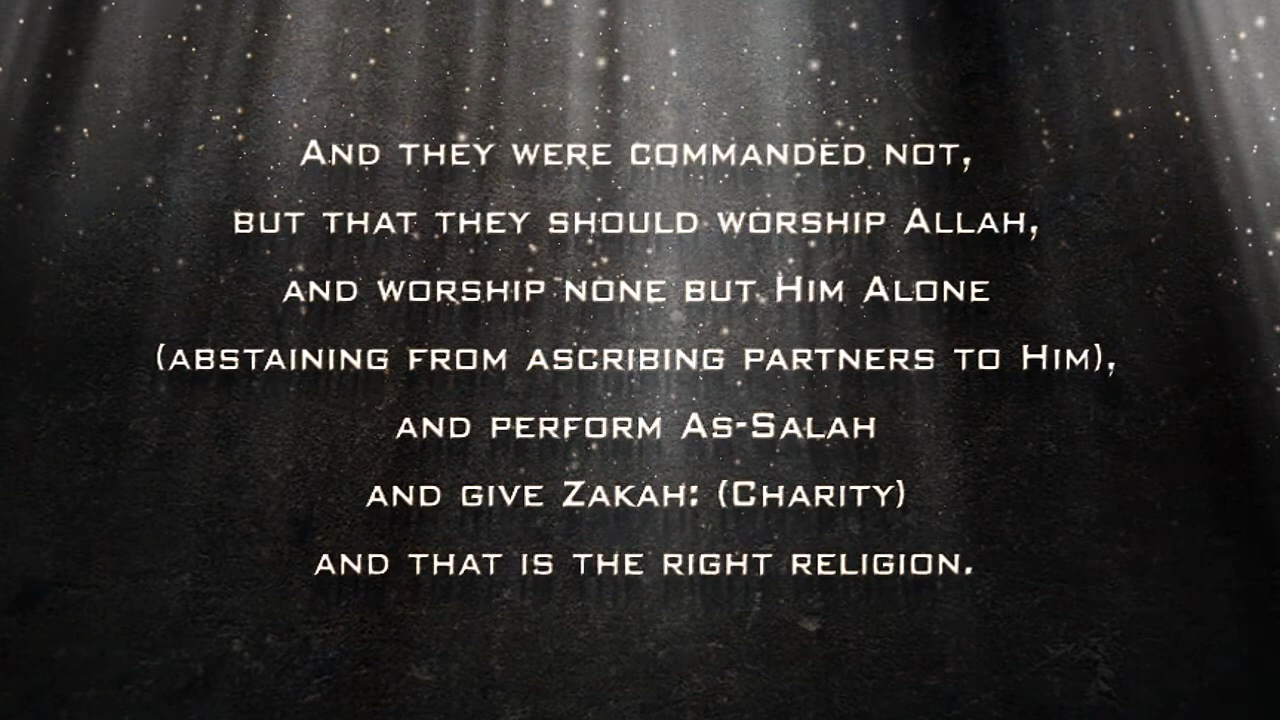 And they were commanded not,
but that they should worship Allah,
and worship none but Him Alone
(abstaining from ascribing partners to Him),
and perform As-Salah
and give Zakah: (Charity)
and that is the right religion.